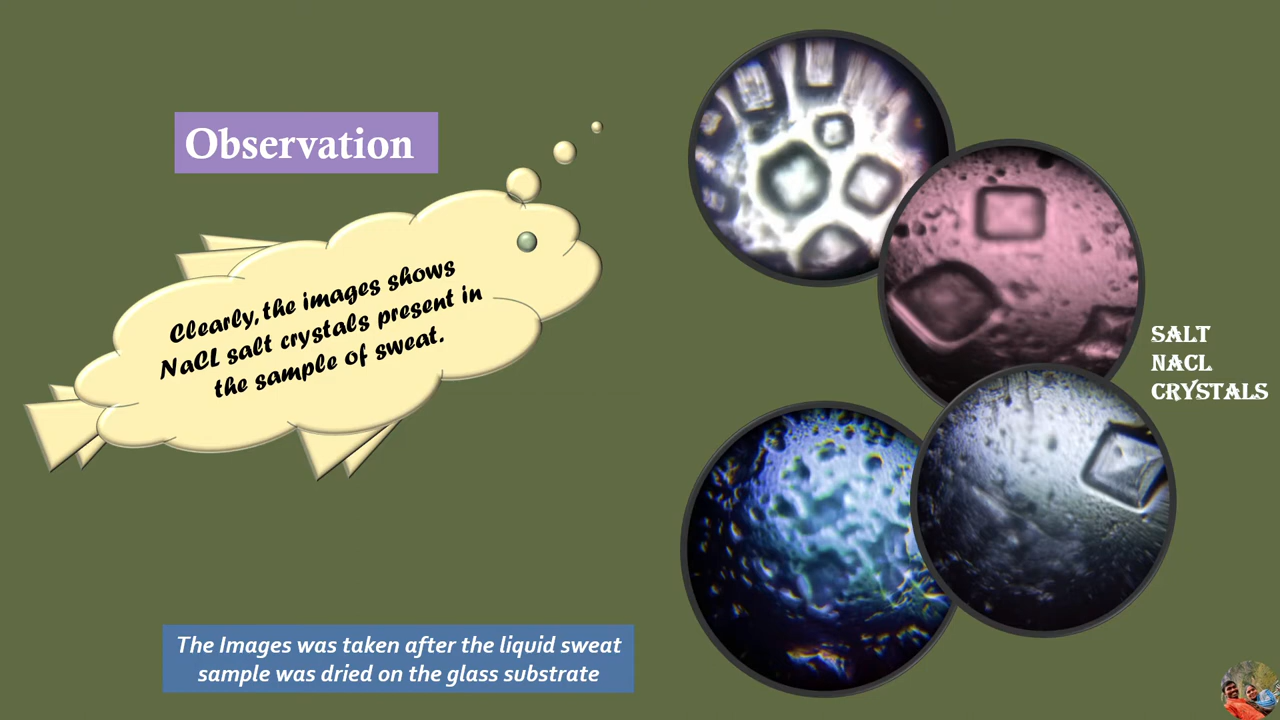 Observation
Clearly, the images shows
NaCL salt crystals present in
the sample of sweat.
SALT
NACL
CRYSTALS
The Images was taken after the liquid sweat
sample was dried on the glass substrate